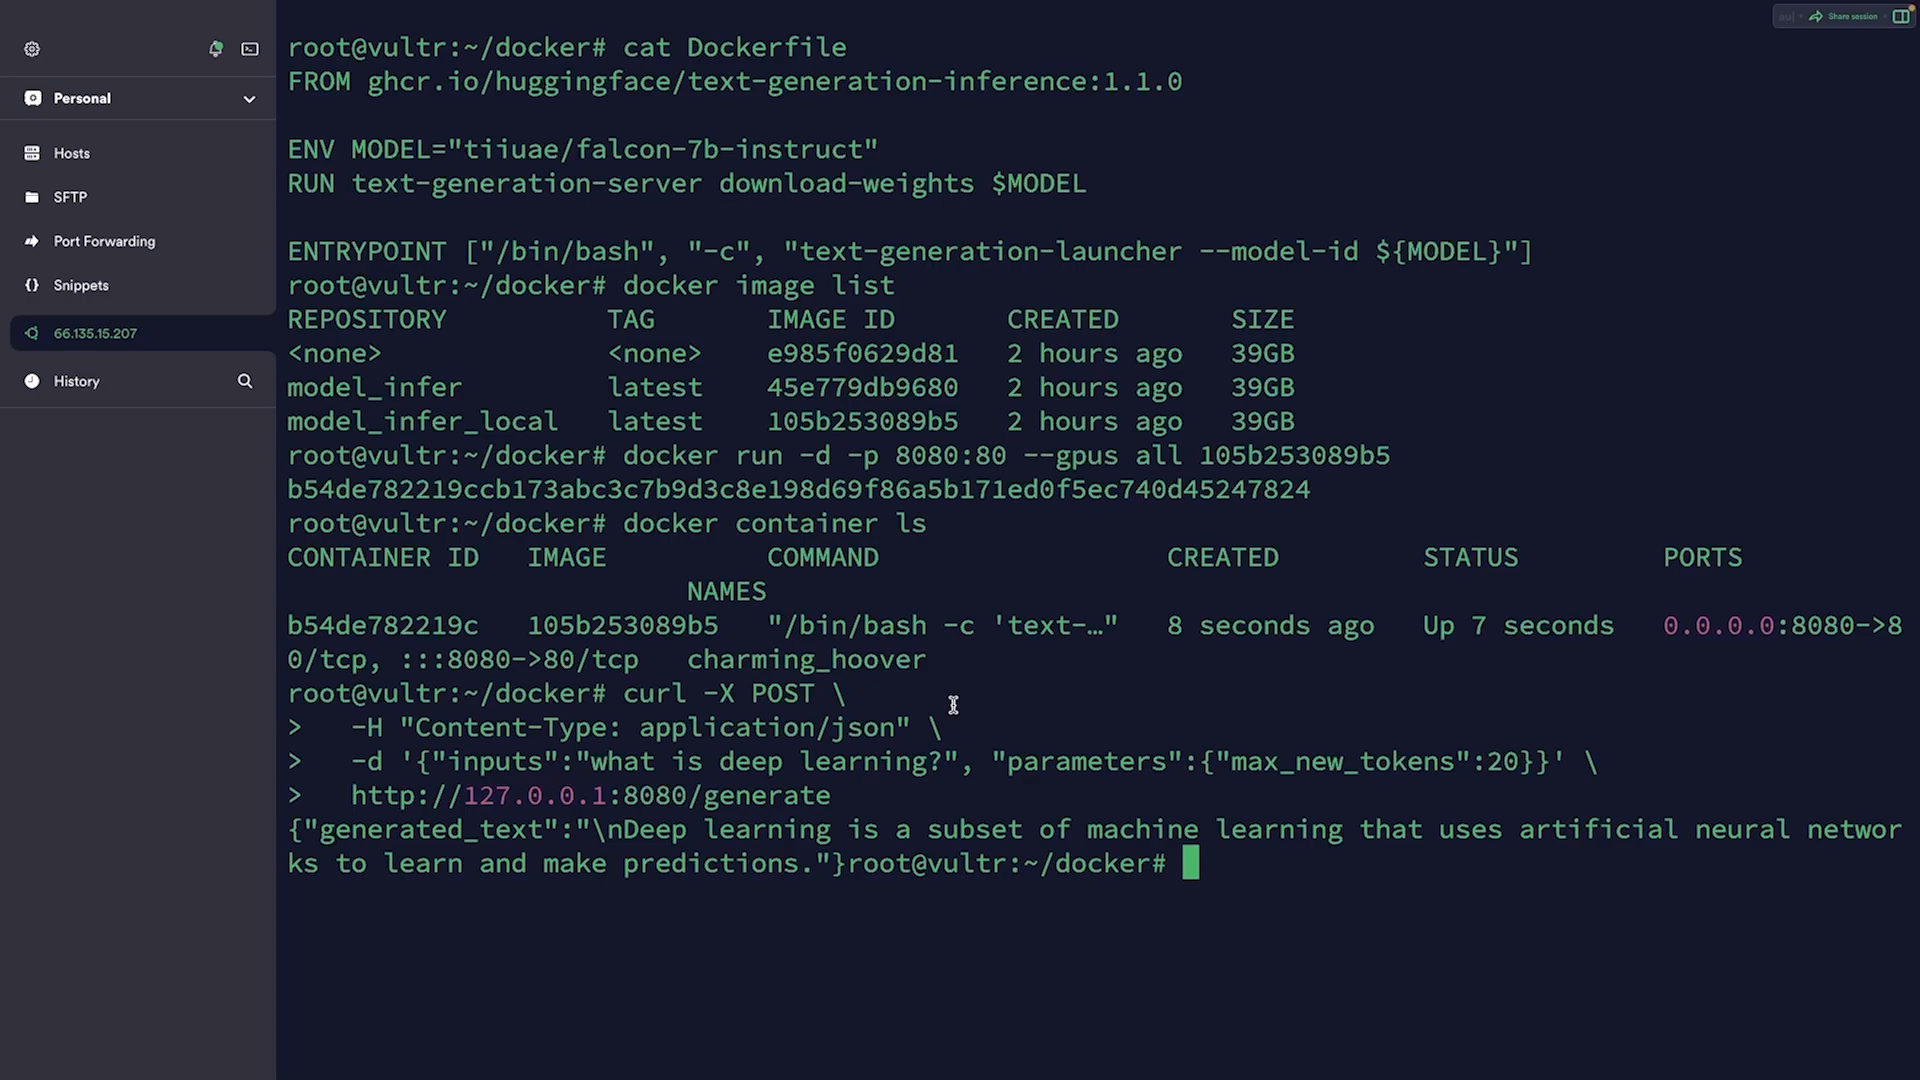 Share session
Personal
Hosts
SFTP
Port Forwarding
Snippets
66.135.15.207
History
root@vultr:~/docker# cat Dockerfile
FROM ghcr.io/huggingface/text-generation-inference:1.1.0
ENV MODEL="tiiuae/falcon-7b-instruct"
RUN text-generation-server download-weights $MODEL
ENTRYPOINT ["/bin/bash", "-c", "text-generation-launcher --model-id ${MODEL}"]
root@vultr:~/docker# docker image list
REPOSITORY TAG IMAGE ID CREATED SIZE
<none> <none> e985f0629d81 2 hours ago 39GB
model_infer latest 45e779db9680 2 hours ago 39GB
model_infer_local latest 105b253089b5 2 hours ago 39GB
root@vultr:~/docker# docker run -d -p 8080:80 --gpus all 105b253089b5
b54de782219ccb173abc3c7b9d3c8e198d69f86a5b171ed0f5ec740d45247824
root@vultr:~/docker# docker container ls
CONTAINER ID IMAGE COMMAND CREATED STATUS PORTS
NAMES
b54de782219c 105b253089b5 "/bin/bash -c 'text-…" 8 seconds ago Up 7 seconds 0.0.0.0:8080->8
0/tcp, :::8080->80/tcp charming_hoover
root@vultr:~/docker# curl -X POST \
> -H "Content-Type: application/json" \
> -d '{"inputs":"what is deep learning?", "parameters":{"max_new_tokens":20}}' \
> http://127.0.0.1:8080/generate
{"generated_text":"\nDeep learning is a subset of machine learning that uses artificial neural networ
ks to learn and make predictions."}root@vultr:~/docker#